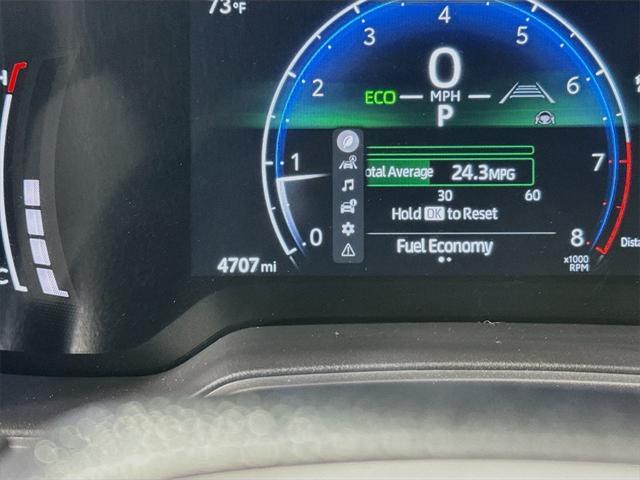 73°F
4
3
5
0
2
ECO
MPH
6
P
H
1
otal Average
24.3MPG
7
30
60
Hold OK to Reset
0
Fuel Economy
8
4707 mi
x1000
RPM
Dista
C